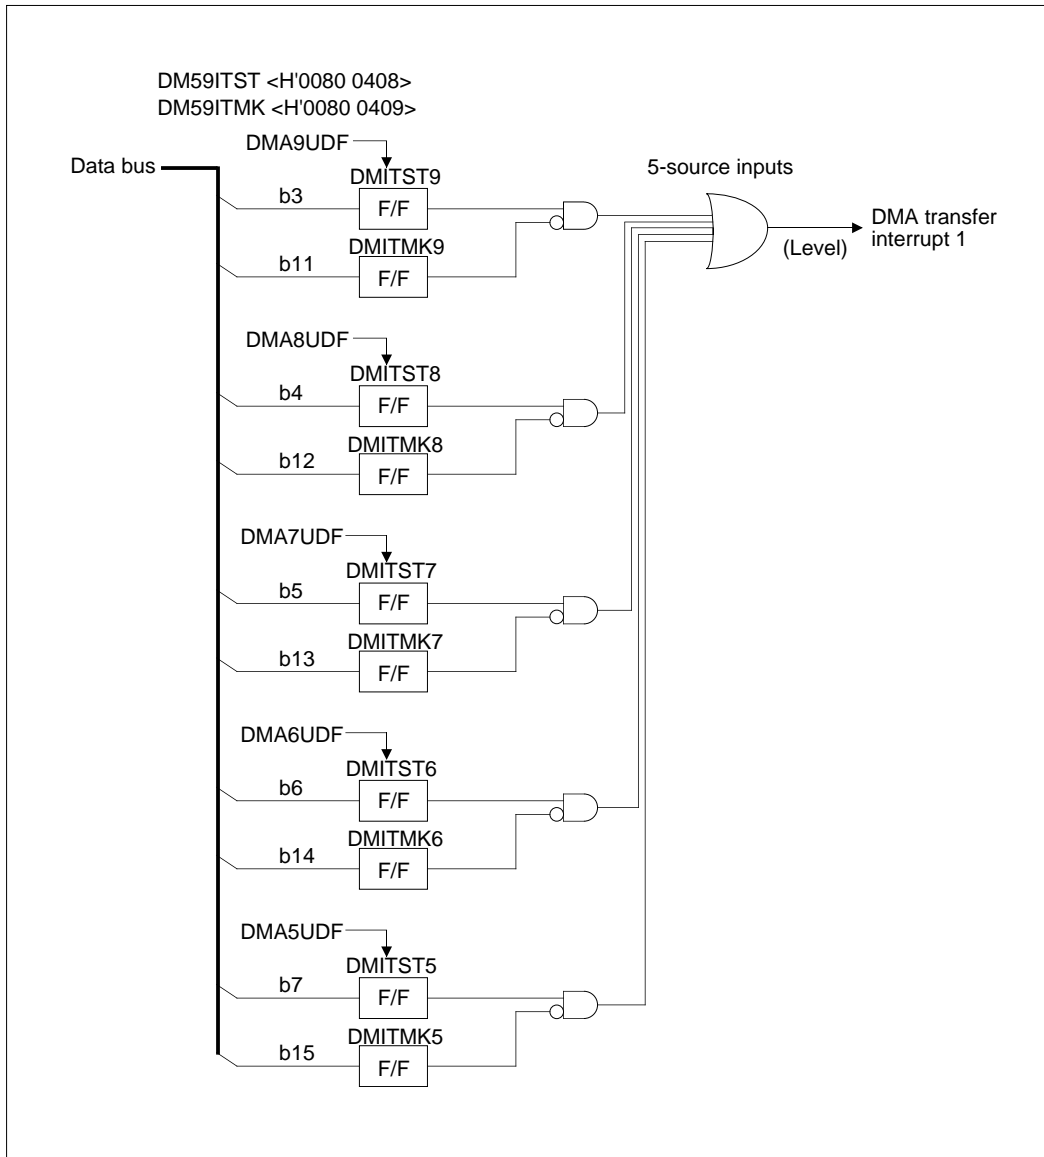 DM59ITST <H'0080 0408>
DM59ITMK <H'0080 0409>
DMA9UDF
Data bus
DMITST9
5-source inputs
b3
F/F
DMA transfer
interrupt 1
(Level)
DMITMK9
b11
F/F
DMA8UDF
DMITST8
b4
F/F
DMITMK8
b12
F/F
DMA7UDF
DMITST7
b5
F/F
DMITMK7
b13
F/F
DMA6UDF
DMITST6
b6
F/F
DMITMK6
b14
F/F
DMA5UDF
DMITST5
b7
F/F
DMITMK5
b15
F/F